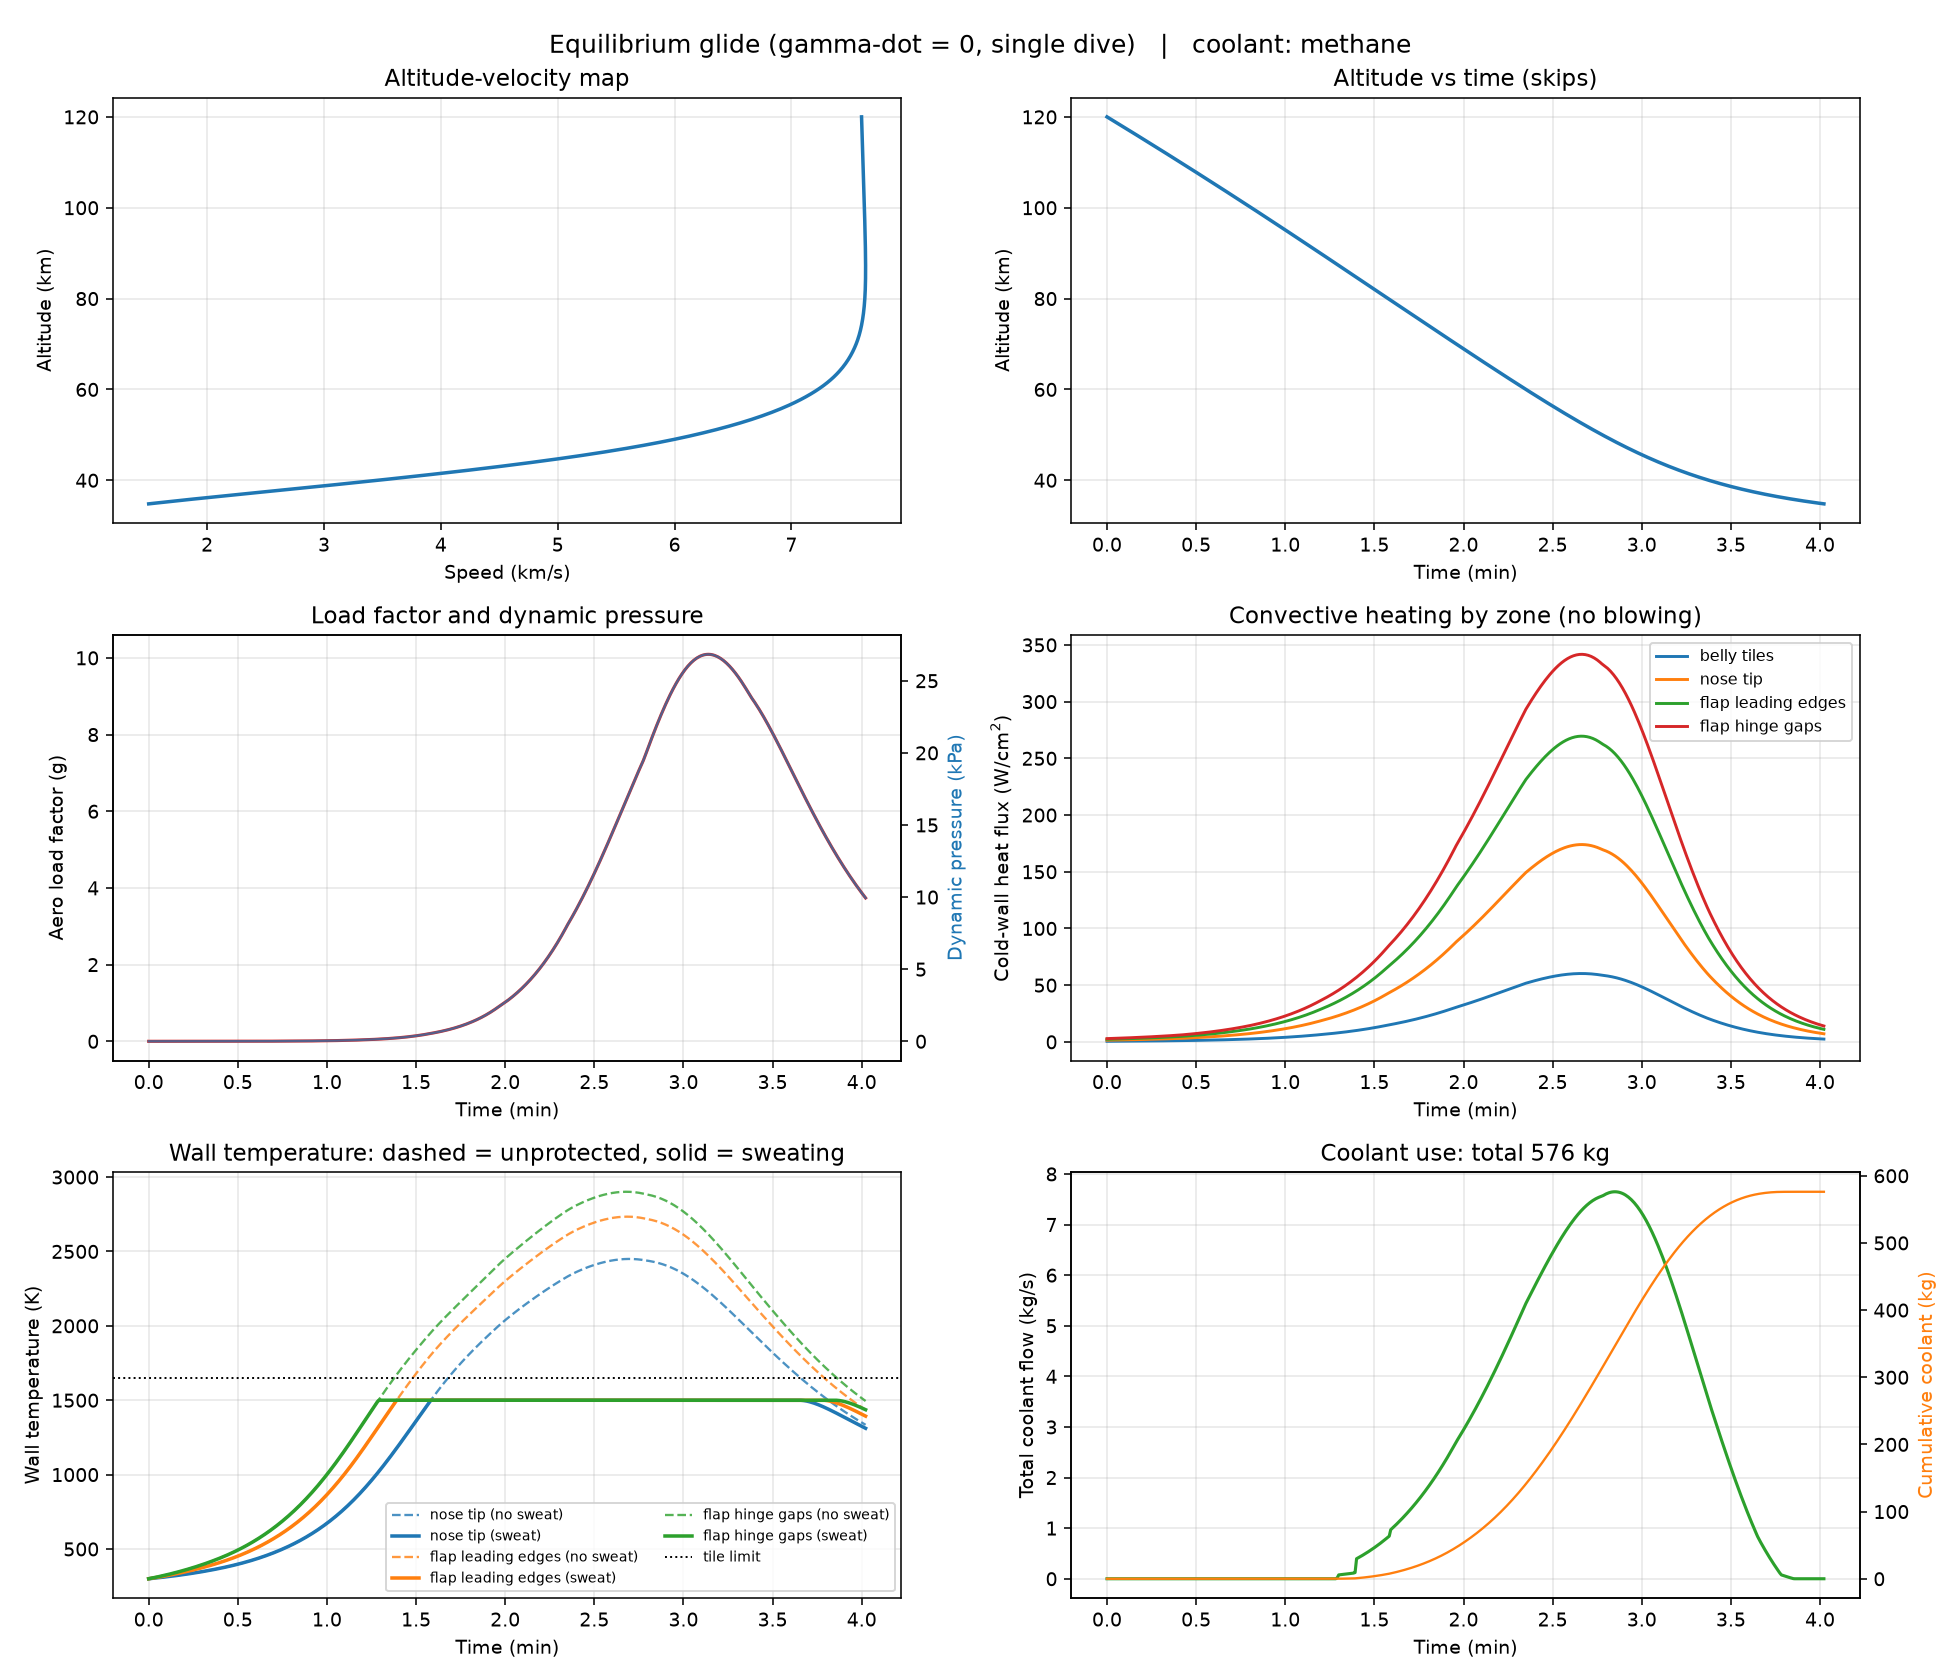 Equilibrium glide (gamma-dot = 0, single dive)   |   coolant: methane
Altitude-velocity map
Altitude (km)
120
100
80
60
40
2 3 4 5 6 7
Speed (km/s)
Altitude vs time (skips)
Altitude (km)
120
100
80
60
40
0.0 0.5 1.0 1.5 2.0 2.5 3.0 3.5 4.0
Time (min)
Load factor and dynamic pressure
Aero load factor (g)
10
8
6
4
2
0
25
20
15
10
5
0
Dynamic pressure (kPa)
0.0 0.5 1.0 1.5 2.0 2.5 3.0 3.5 4.0
Time (min)
Convective heating by zone (no blowing)
Cold-wall heat flux (W/cm²)
350
300
250
200
150
100
50
0
belly tiles
nose tip
flap leading edges
flap hinge gaps
0.0 0.5 1.0 1.5 2.0 2.5 3.0 3.5 4.0
Time (min)
Wall temperature: dashed = unprotected, solid = sweating
Wall temperature (K)
3000
2500
2000
1500
1000
500
nose tip (no sweat)
nose tip (sweat)
flap leading edges (no sweat)
flap leading edges (sweat)
flap hinge gaps (no sweat)
flap hinge gaps (sweat)
tile limit
0.0 0.5 1.0 1.5 2.0 2.5 3.0 3.5 4.0
Time (min)
Coolant use: total 576 kg
Total coolant flow (kg/s)
8
7
6
5
4
3
2
1
0
600
500
400
300
200
100
0
Cumulative coolant (kg)
0.0 0.5 1.0 1.5 2.0 2.5 3.0 3.5 4.0
Time (min)